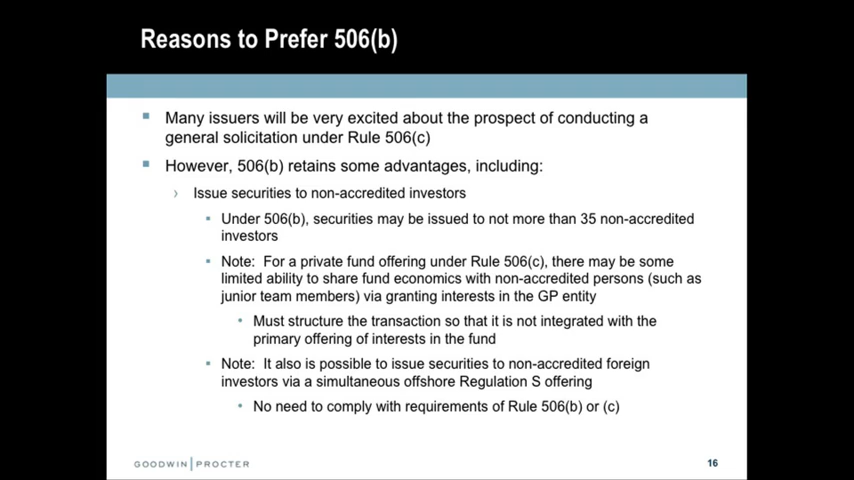 Reasons to Prefer 506(b)
Many issuers will be very excited about the prospect of conducting a
general solicitation under Rule 506(c)
However, 506(b) retains some advantages, including:
Issue securities to non-accredited investors
Under 506(b), securities may be issued to not more than 35 non-accredited
investors
Note: For a private fund offering under Rule 506(c), there may be some
limited ability to share fund economics with non-accredited persons (such as
junior team members) via granting interests in the GP entity
Must structure the transaction so that it is not integrated with the
primary offering of interests in the fund
Note: It also is possible to issue securities to non-accredited foreign
investors via a simultaneous offshore Regulation S offering
No need to comply with requirements of Rule 506(b) or (c)
GOODWIN | PROCTER
16